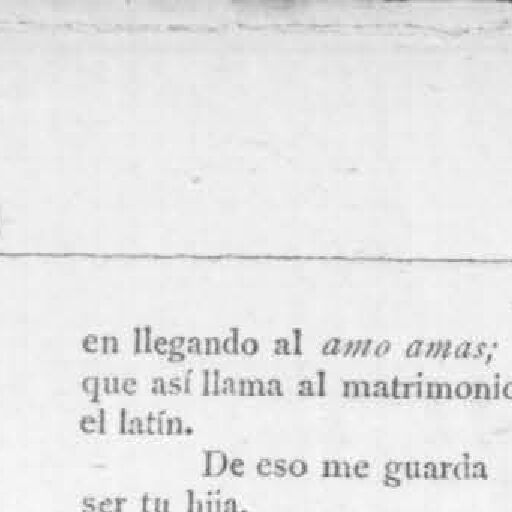 en llegando al amo amas;
que así llama al matrimonio
el latín.
De eso me guarda
ser tu hija.